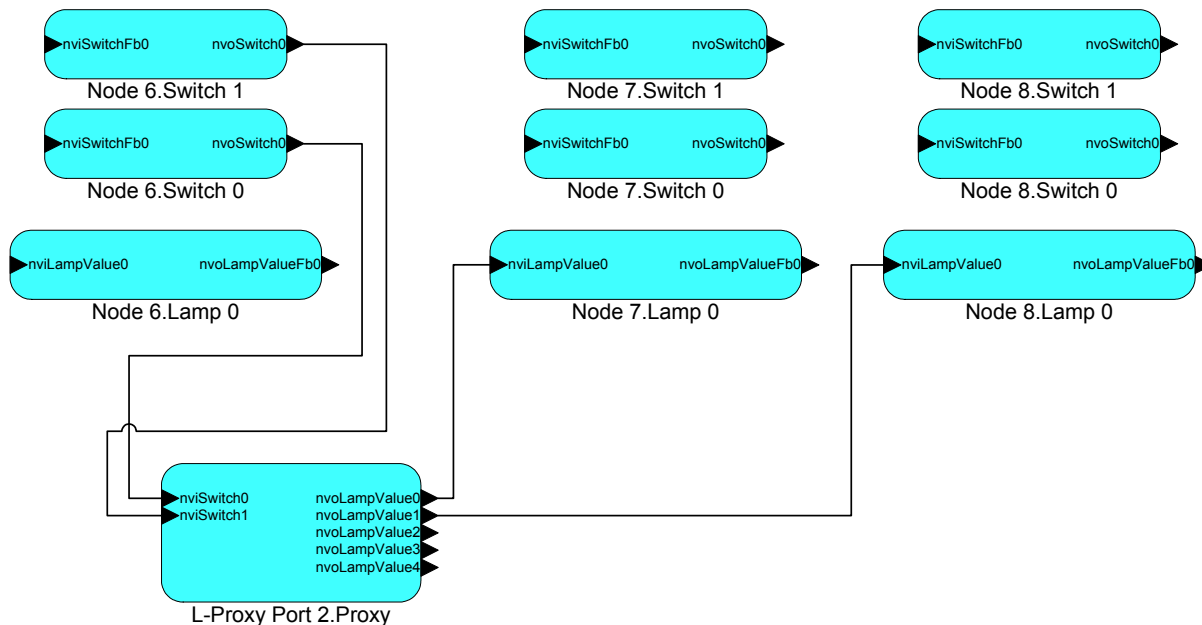 nviSwitchFb0 nvoSwitch0
Node 6.Switch 1
nviSwitchFb0 nvoSwitch0
Node 7.Switch 1
nviSwitchFb0 nvoSwitch0
Node 8.Switch 1
nviSwitchFb0 nvoSwitch0
Node 6.Switch 0
nviSwitchFb0 nvoSwitch0
Node 7.Switch 0
nviSwitchFb0 nvoSwitch0
Node 8.Switch 0
nviLampValue0 nvoLampValueFb0
Node 6.Lamp 0
nviLampValue0 nvoLampValueFb0
Node 7.Lamp 0
nviLampValue0 nvoLampValueFb0
Node 8.Lamp 0
nviSwitch0 nvoLampValue0
nviSwitch1 nvoLampValue1
nvoLampValue2
nvoLampValue3
nvoLampValue4
L-Proxy Port 2.Proxy